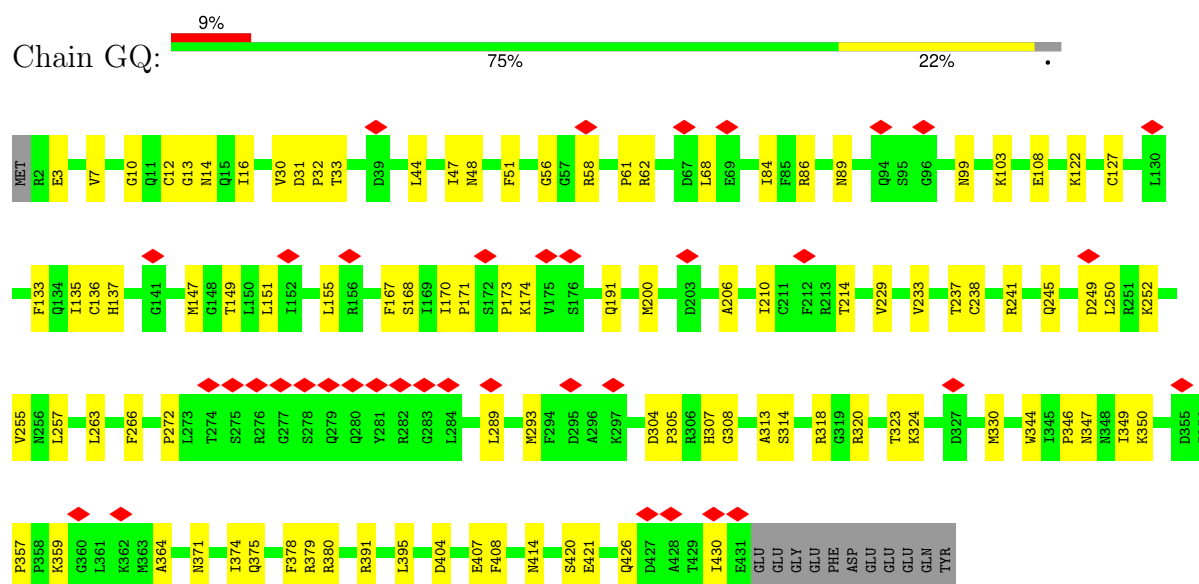 9%
Chain GQ:
75% 22% •
MET R2 E3 V7 G10 Q11 C12 G13 N14 Q15 I16 V30 D31 P32 T33 D39 L44 I47 N48 F51 G56 G57 R58 P61 R62 D67 L68 E69 I84 F85 R86 N89 Q94 S95 G96 N99 K103 E108 K122 C127 L130
F133 Q134 I135 C136 H137 G141 M147 G148 T149 L150 L151 I152 L155 R156 F167 S168 I169 I170 P171 S172 P173 K174 V175 S176 Q191 M200 D203 A206 I210 C211 F212 R213 T214 V229 V233 T237 C238 R241 Q245 D249 L250 R251 K252
V255 N256 L257 L263 F266 P272 L273 T274 S275 R276 G277 S278 Q279 Q280 Y281 R282 G283 L284 L289 M293 F294 D295 A296 K297 D304 P305 R306 H307 G308 A313 S314 R318 G319 R320 T323 K324 D327 M330 W344 I345 P346 N347 N348 I349 K350 D355
P357 P358 K359 G360 L361 K362 M363 A364 N371 I374 Q375 F378 R379 R380 R391 L395 D404 E407 F408 N414 S420 E421 Q426 D427 A428 T429 I430 E431 GLU GLU GLY GLU PHE ASP GLU GLU GLU GLN TYR